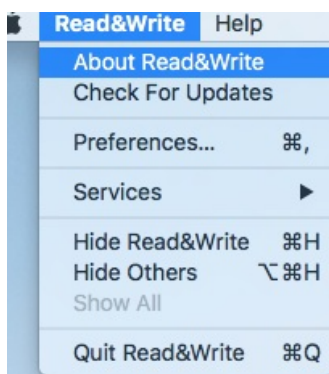 Read&Write Help
About Read&Write
Check For Updates
Preferences... ⌘,
Services ▶
Hide Read&Write ⌘H
Hide Others ⌥⌘H
Show All
Quit Read&Write ⌘Q